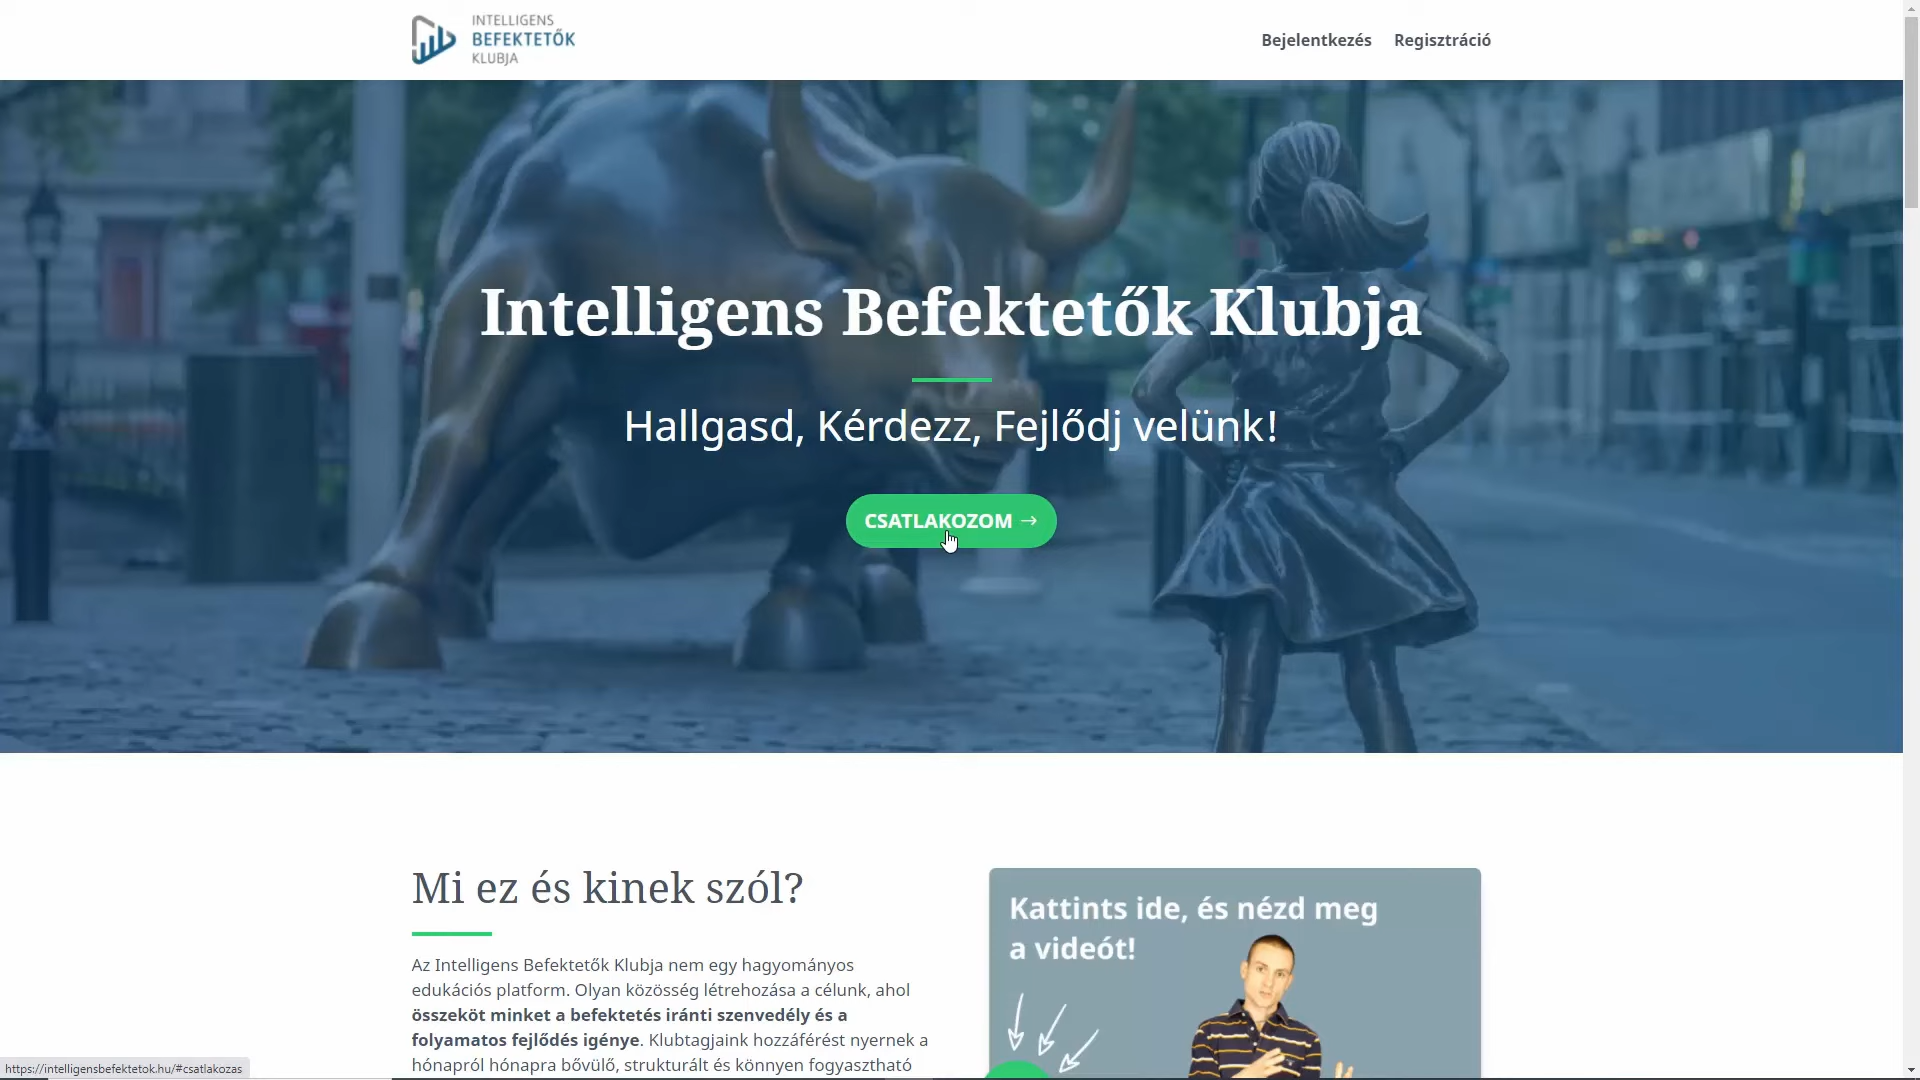 INTELLIGENS
BEFEKTETŐK
KLUBJA
Bejelentkezés
Regisztráció
Intelligens Befektetők Klubja
Hallgasd, Kérdezz, Fejlődj velünk!
CSATLAKOZOM →
Mi ez és kinek szól?
Az Intelligens Befektetők Klubja nem egy hagyományos
edukációs platform. Olyan közösség létrehozása a célunk, ahol
összeköt minket a befektetés iránti szenvedély és a
folyamatos fejlődés igénye. Klubtagjaink hozzáférést nyernek a
hónapról hónapra bővülő, strukturált és könnyen fogyasztható
Kattints ide, és nézd meg
a videót!
https://intelligensbefektetok.hu/#csatlakozas